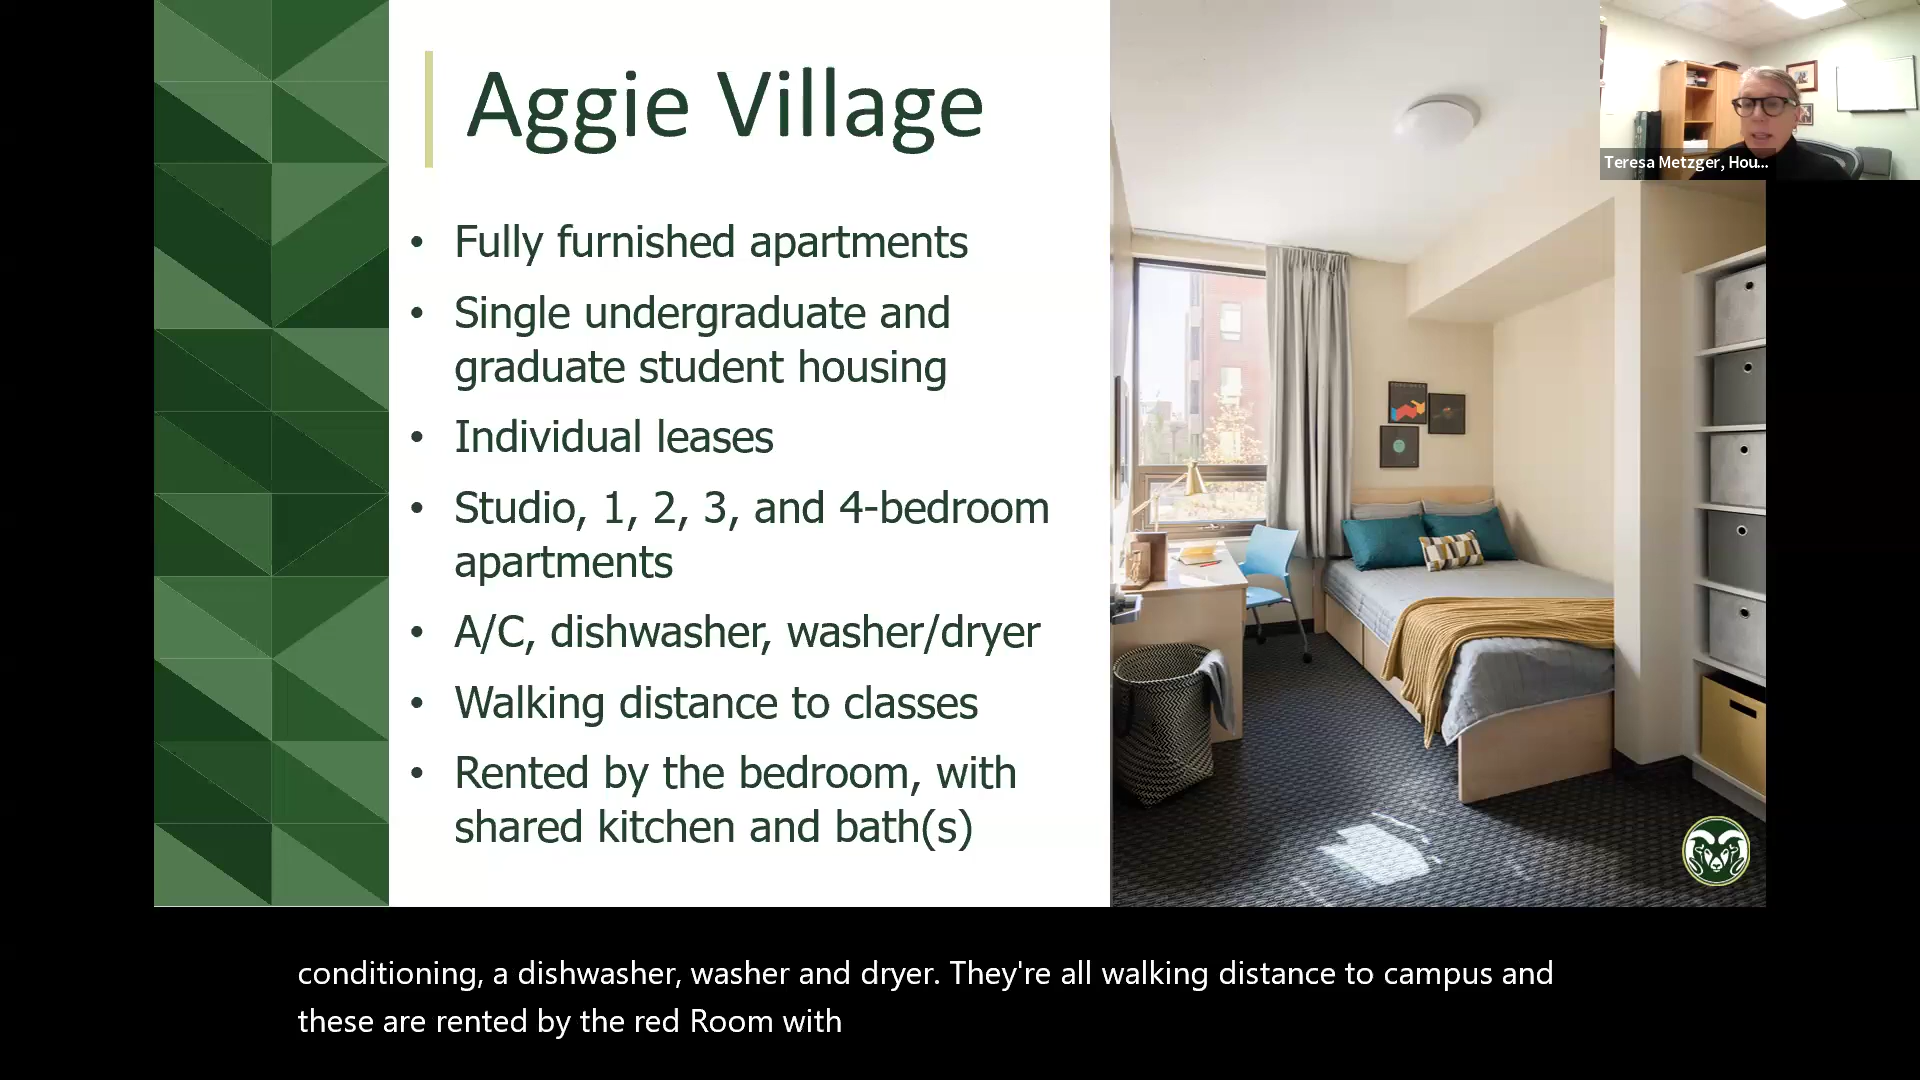 Aggie Village
Teresa Metzger, Hou...
• Fully furnished apartments
• Single undergraduate and
graduate student housing
• Individual leases
• Studio, 1, 2, 3, and 4-bedroom
apartments
• A/C, dishwasher, washer/dryer
• Walking distance to classes
• Rented by the bedroom, with
shared kitchen and bath(s)
conditioning, a dishwasher, washer and dryer. They're all walking distance to campus and
these are rented by the red Room with